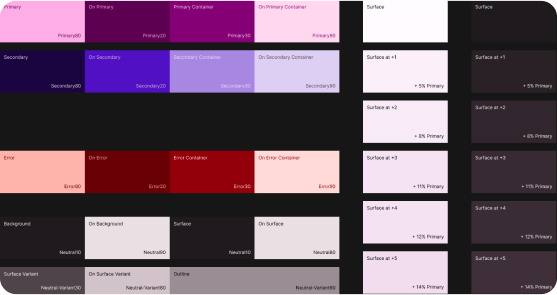 Primary
Primary80
On Primary
Primary20
Primary Container
Primary30
On Primary Container
Primary90
Secondary
Secondary80
On Secondary
Secondary20
Secondary Container
Secondary30
On Secondary Container
Secondary90
Error
Error80
On Error
Error20
Error Container
Error30
On Error Container
Error90
Background
Neutral10
On Background
Neutral90
Surface
Neutral10
On Surface
Neutral80
Surface Variant
Neutral-Variant30
On Surface Variant
Neutral-Variant80
Outline
Neutral-Variant60
Surface
Surface at +1
+ 5% Primary
Surface at +2
+ 8% Primary
Surface at +3
+ 11% Primary
Surface at +4
+ 12% Primary
Surface at +5
+ 14% Primary
Surface
Surface at +1
+ 5% Primary
Surface at +2
+ 8% Primary
Surface at +3
+ 11% Primary
Surface at +4
+ 12% Primary
Surface at +5
+ 14% Primary